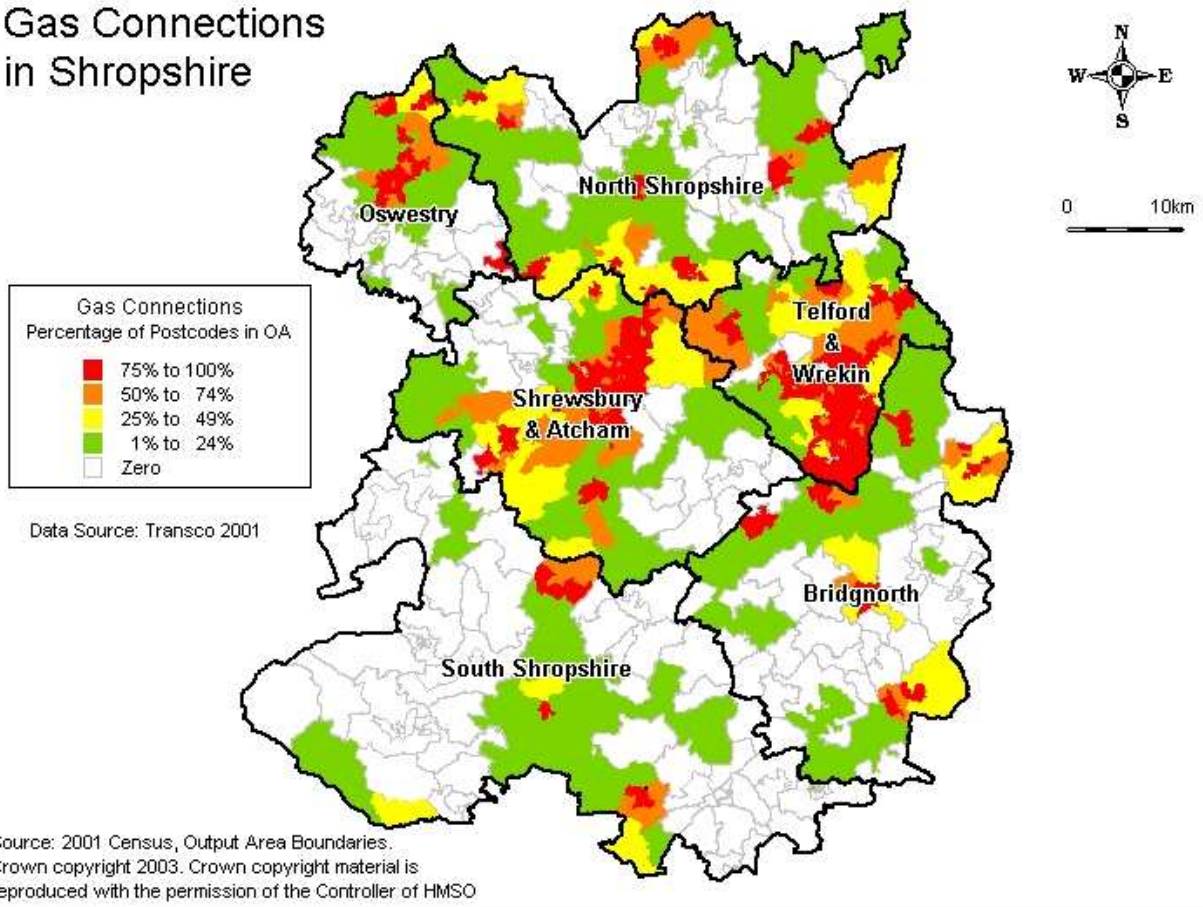 Gas Connections
in Shropshire
N
W E
S
0 10km
North Shropshire
Oswestry
Gas Connections
Percentage of Postcodes in OA
75% to 100%
50% to 74%
25% to 49%
1% to 24%
Zero
Telford
&
Wrekin
Shrewsbury
& Atcham
Data Source: Transco 2001
Bridgnorth
South Shropshire
ource: 2001 Census, Output Area Boundaries.
rown copyright 2003. Crown copyright material is
eproduced with the permission of the Controller of HMSO